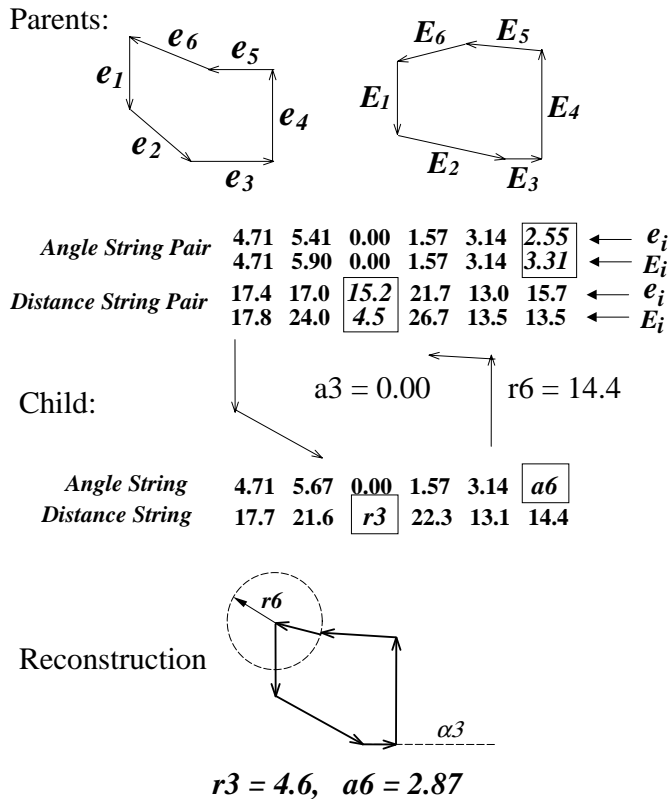 Parents:
e6 E6 E5
e5
e1 E1
e4 E4
e2 E2
e3 E3
Angle String Pair 4.71 5.41 0.00 1.57 3.14 2.55 ei
4.71 5.90 0.00 1.57 3.14 3.31 Ei
Distance String Pair 17.4 17.0 15.2 21.7 13.0 15.7 ei
17.8 24.0 4.5 26.7 13.5 13.5 Ei
Child: a3 = 0.00 r6 = 14.4
Angle String 4.71 5.67 0.00 1.57 3.14 a6
Distance String 17.7 21.6 r3 22.3 13.1 14.4
r6
Reconstruction
α3
r3 = 4.6, a6 = 2.87